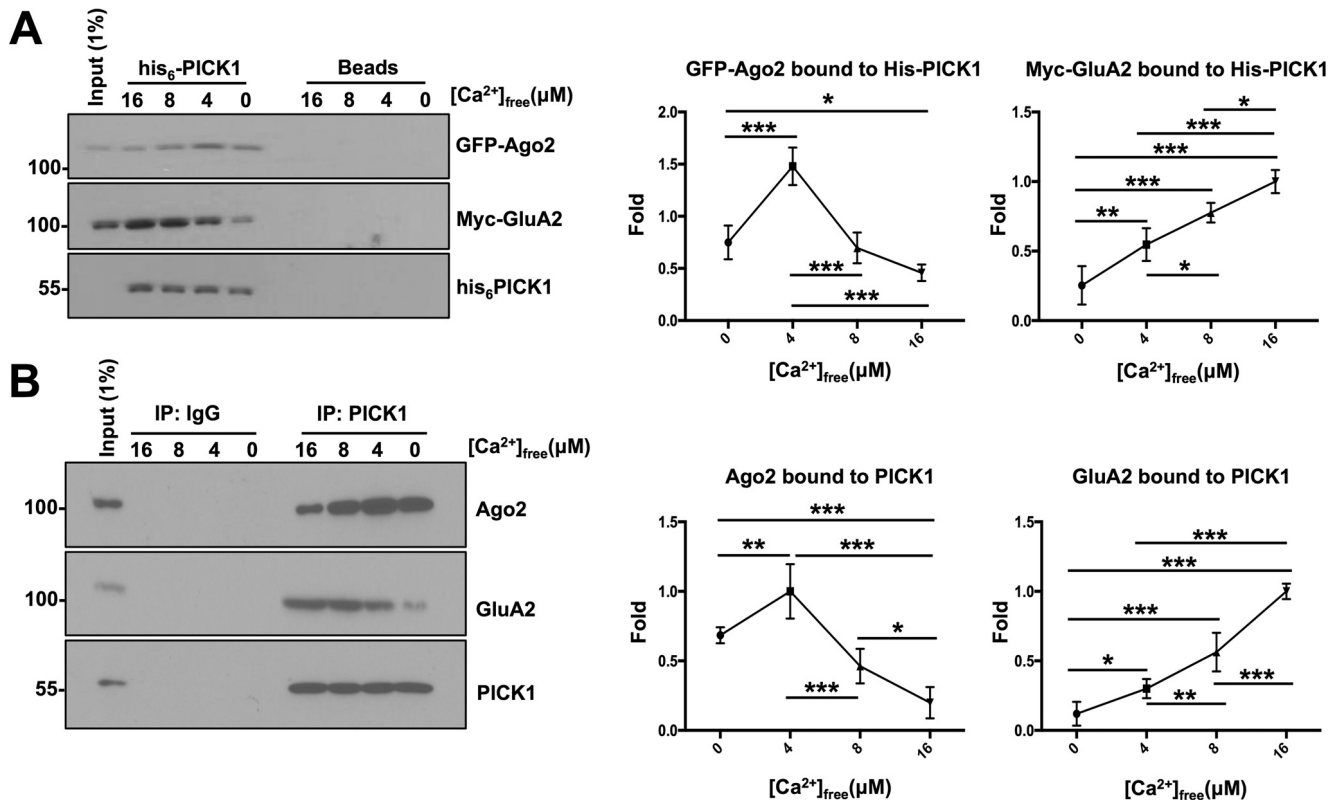 A
Input (1%)
his₆-PICK1 Beads
16 8 4 0 16 8 4 0 [Ca²⁺]free(μM)
GFP-Ago2
100
Myc-GluA2
100
his₆PICK1
55
GFP-Ago2 bound to His-PICK1
2.0
1.5
1.0
0.5
0.0
Fold
*
***
***
***
0 4 8 16
[Ca²⁺]free(μM)
Myc-GluA2 bound to His-PICK1
1.5
1.0
0.5
0.0
Fold
*
***
***
***
**
*
0 4 8 16
[Ca²⁺]free(μM)
B
Input (1%)
IP: IgG IP: PICK1
16 8 4 0 16 8 4 0 [Ca²⁺]free(μM)
Ago2
100
GluA2
100
PICK1
55
Ago2 bound to PICK1
1.5
1.0
0.5
0.0
Fold
***
** ***
*
***
0 4 8 16
[Ca²⁺]free(μM)
GluA2 bound to PICK1
1.5
1.0
0.5
0.0
Fold
***
***
***
*
***
**
0 4 8 16
[Ca²⁺]free(μM)